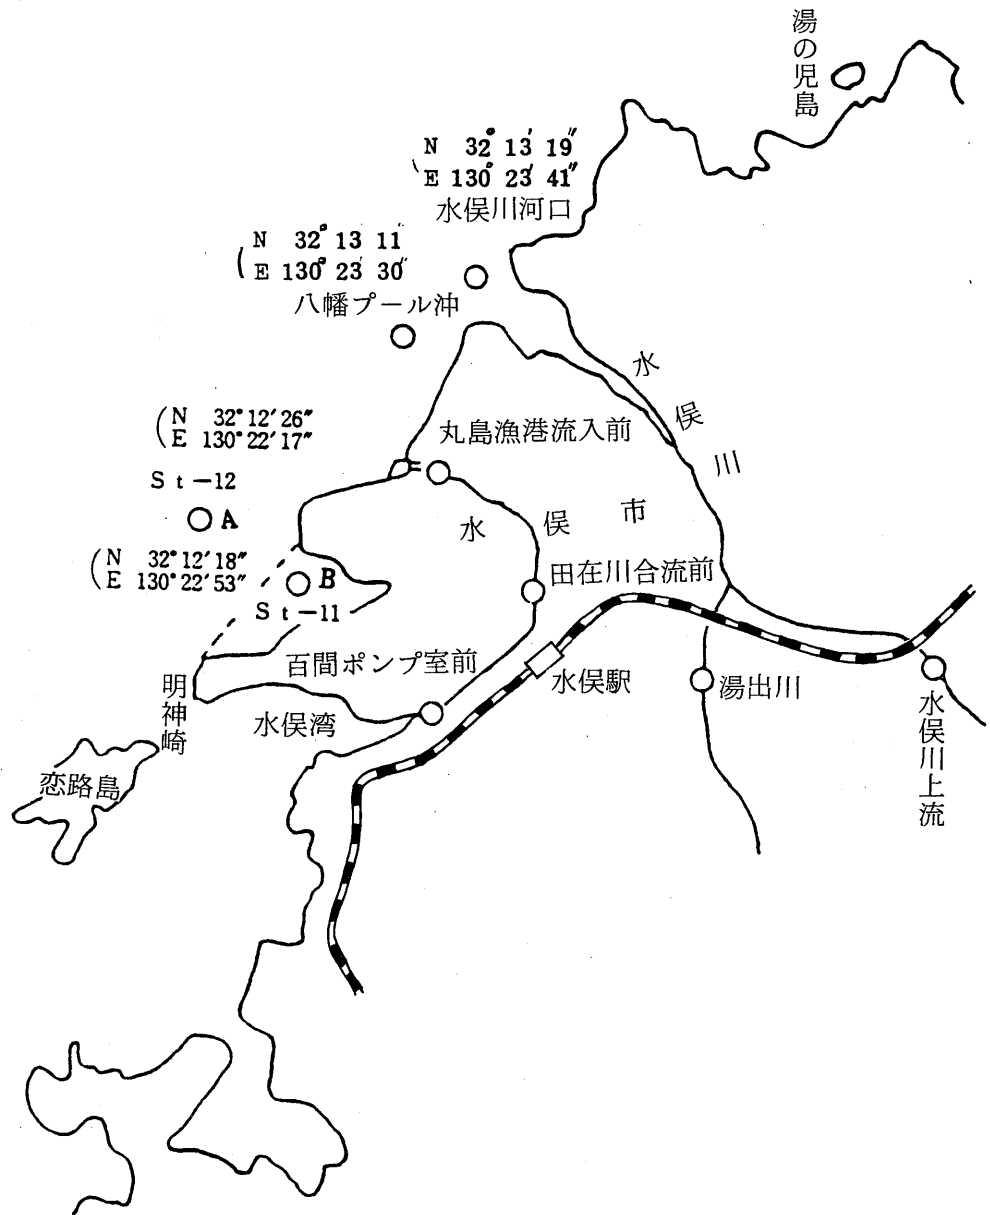 湯の児島
N 32° 13′ 19″
E 130° 23′ 41″
水俣川河口
N 32° 13′ 11′
(E 130° 23′ 30″
八幡プール沖
水俣川
(N 32°12′26″
E 130°22′17″
丸島漁港流入前
St-12
A
水俣市
(N 32°12′18″
E 130°22′53″
B
St-11
田在川合流前
百間ポンプ室前
水俣駅
湯出川
明神崎
水俣湾
水俣川上流
恋路島